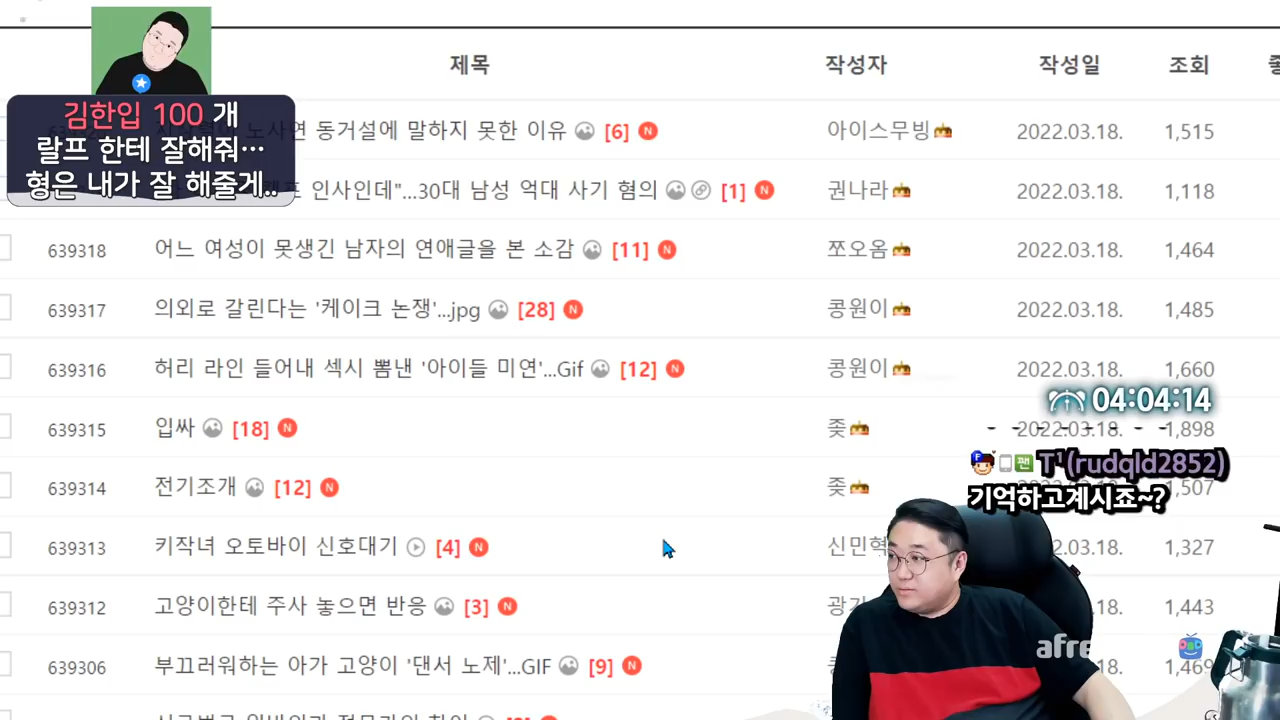 제목 작성자 작성일 조회
김한입 100 개
랄프 한테 잘해줘…
형은 내가 잘 해줄게..
노사연 동거설에 말하지 못한 이유 [6] N 아이스무빙 2022.03.18. 1,515
인사인데"...30대 남성 억대 사기 혐의 [1] N 권나라 2022.03.18. 1,118
639318 어느 여성이 못생긴 남자의 연애글을 본 소감 [11] N 쪼오옴 2022.03.18. 1,464
639317 의외로 갈린다는 '케이크 논쟁'...jpg [28] N 콩원이 2022.03.18. 1,485
639316 허리 라인 들어내 섹시 뽐낸 '아이들 미연'...Gif [12] N 콩원이 2022.03.18. 1,660
04:04:14
639315 입싸 [18] N 좆 2022.03.18. 1,898
T¹(rudqld2852)
639314 전기조개 [12] N 좆 1,507
기억하고계시죠~?
639313 키작녀 오토바이 신호대기 [4] N 신민혁 2.03.18. 1,327
639312 고양이한테 주사 놓으면 반응 [3] N .18. 1,443
639306 부끄러워하는 아가 고양이 '댄서 노제'...GIF [9] N .18. 1,469
afre